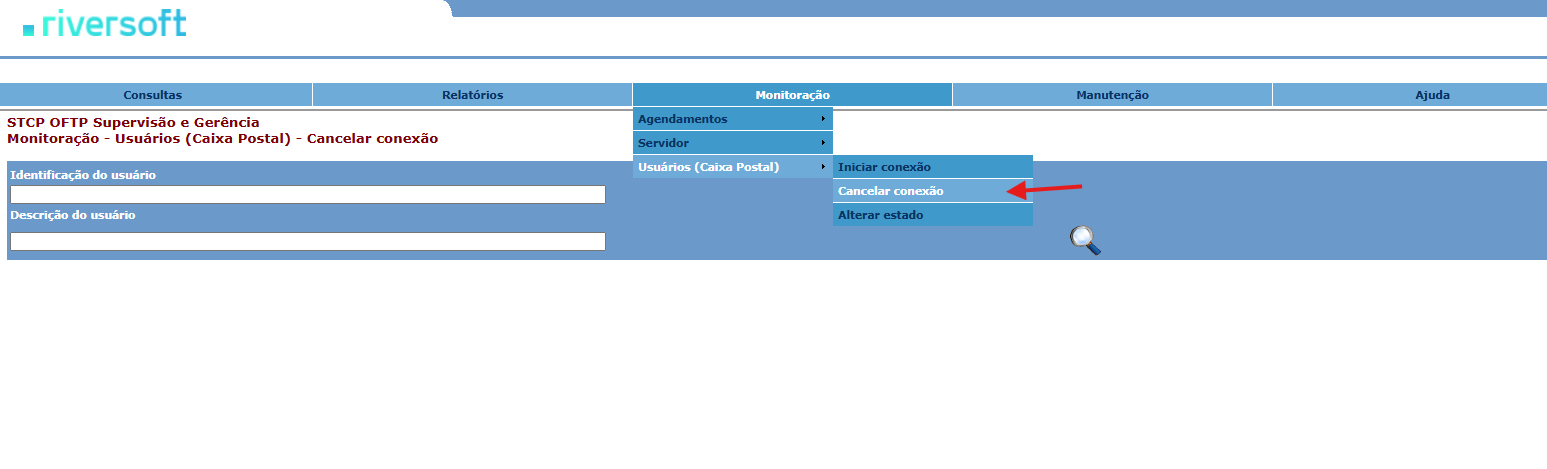 riversoft
Consultas Relatórios Monitoração Manutenção Ajuda
STCP OFTP Supervisão e Gerência
Monitoração - Usuários (Caixa Postal) - Cancelar conexão
Agendamentos
Servidor
Usuários (Caixa Postal)
Iniciar conexão
Cancelar conexão
Alterar estado
Identificação do usuário
Descrição do usuário